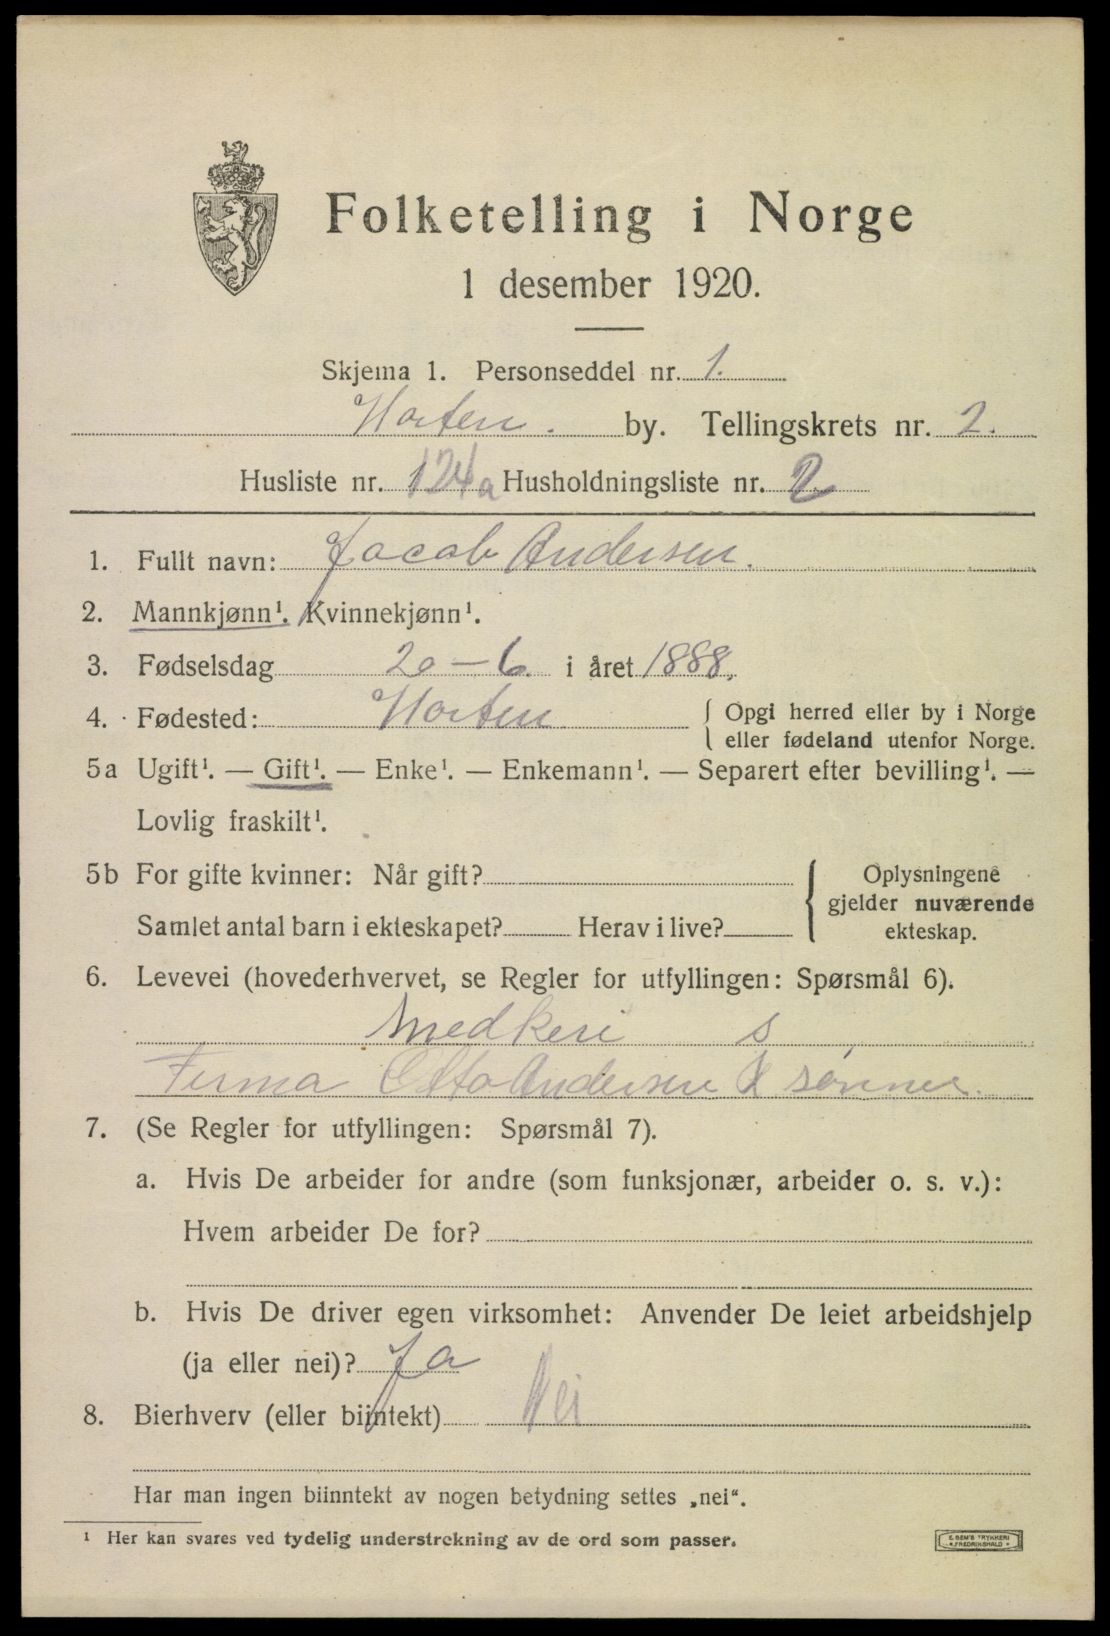 Folketelling i Norge
1 desember 1920.
Skjema 1. Personseddel nr. 1.
Horten. by. Tellingskrets nr. 2.
Husliste nr. 124a Husholdningsliste nr. 2
1. Fullt navn: Jacob Andersen.
2. Mannkjønn¹. Kvinnekjønn¹.
3. Fødselsdag 20-6. i året 1888.
4. Fødested: Horten { Opgi herred eller by i Norge
eller fødeland utenfor Norge.
5a Ugift¹. — Gift¹. — Enke¹. — Enkemann¹. — Separert efter bevilling¹. —
Lovlig fraskilt¹.
5b For gifte kvinner: Når gift?
Samlet antal barn i ekteskapet? Herav i live?
{ Oplysningene
gjelder nuværende
ekteskap.
6. Levevei (hovederhvervet, se Regler for utfyllingen: Spørsmål 6).
Smedkeri s
Firma Otto Andersen & sønner.
7. (Se Regler for utfyllingen: Spørsmål 7).
a. Hvis De arbeider for andre (som funksjonær, arbeider o. s. v.):
Hvem arbeider De for?
b. Hvis De driver egen virksomhet: Anvender De leiet arbeidshjelp
(ja eller nei)? Ja
8. Bierhverv (eller biinntekt) Nei
Har man ingen biinntekt av nogen betydning settes „nei".
¹ Her kan svares ved tydelig understrekning av de ord som passer.
E. SEM'S TRYKKERI
FREDRIKSHALD